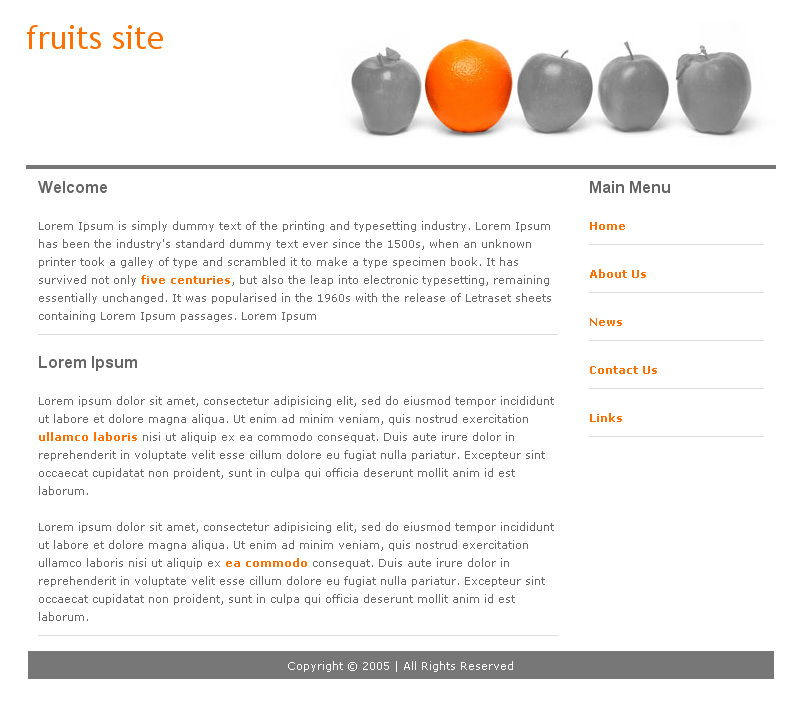 fruits site
Welcome
Lorem Ipsum is simply dummy text of the printing and typesetting industry. Lorem Ipsum
has been the industry's standard dummy text ever since the 1500s, when an unknown
printer took a galley of type and scrambled it to make a type specimen book. It has
survived not only five centuries, but also the leap into electronic typesetting, remaining
essentially unchanged. It was popularised in the 1960s with the release of Letraset sheets
containing Lorem Ipsum passages. Lorem Ipsum
Lorem Ipsum
Lorem ipsum dolor sit amet, consectetur adipisicing elit, sed do eiusmod tempor incididunt
ut labore et dolore magna aliqua. Ut enim ad minim veniam, quis nostrud exercitation
ullamco laboris nisi ut aliquip ex ea commodo consequat. Duis aute irure dolor in
reprehenderit in voluptate velit esse cillum dolore eu fugiat nulla pariatur. Excepteur sint
occaecat cupidatat non proident, sunt in culpa qui officia deserunt mollit anim id est
laborum.
Lorem ipsum dolor sit amet, consectetur adipisicing elit, sed do eiusmod tempor incididunt
ut labore et dolore magna aliqua. Ut enim ad minim veniam, quis nostrud exercitation
ullamco laboris nisi ut aliquip ex ea commodo consequat. Duis aute irure dolor in
reprehenderit in voluptate velit esse cillum dolore eu fugiat nulla pariatur. Excepteur sint
occaecat cupidatat non proident, sunt in culpa qui officia deserunt mollit anim id est
laborum.
Main Menu
Home
About Us
News
Contact Us
Links
Copyright © 2005 | All Rights Reserved